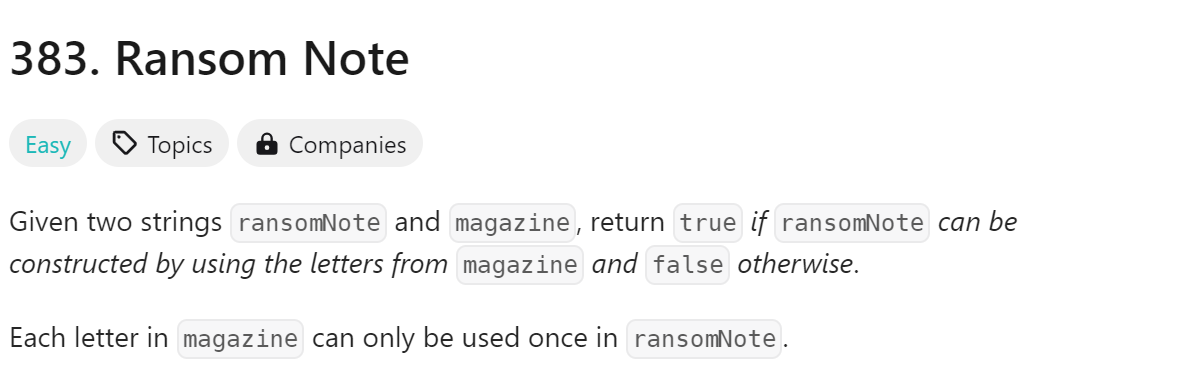 383. Ransom Note
Easy Topics Companies
Given two strings ransomNote and magazine, return true if ransomNote can be
constructed by using the letters from magazine and false otherwise.
Each letter in magazine can only be used once in ransomNote.